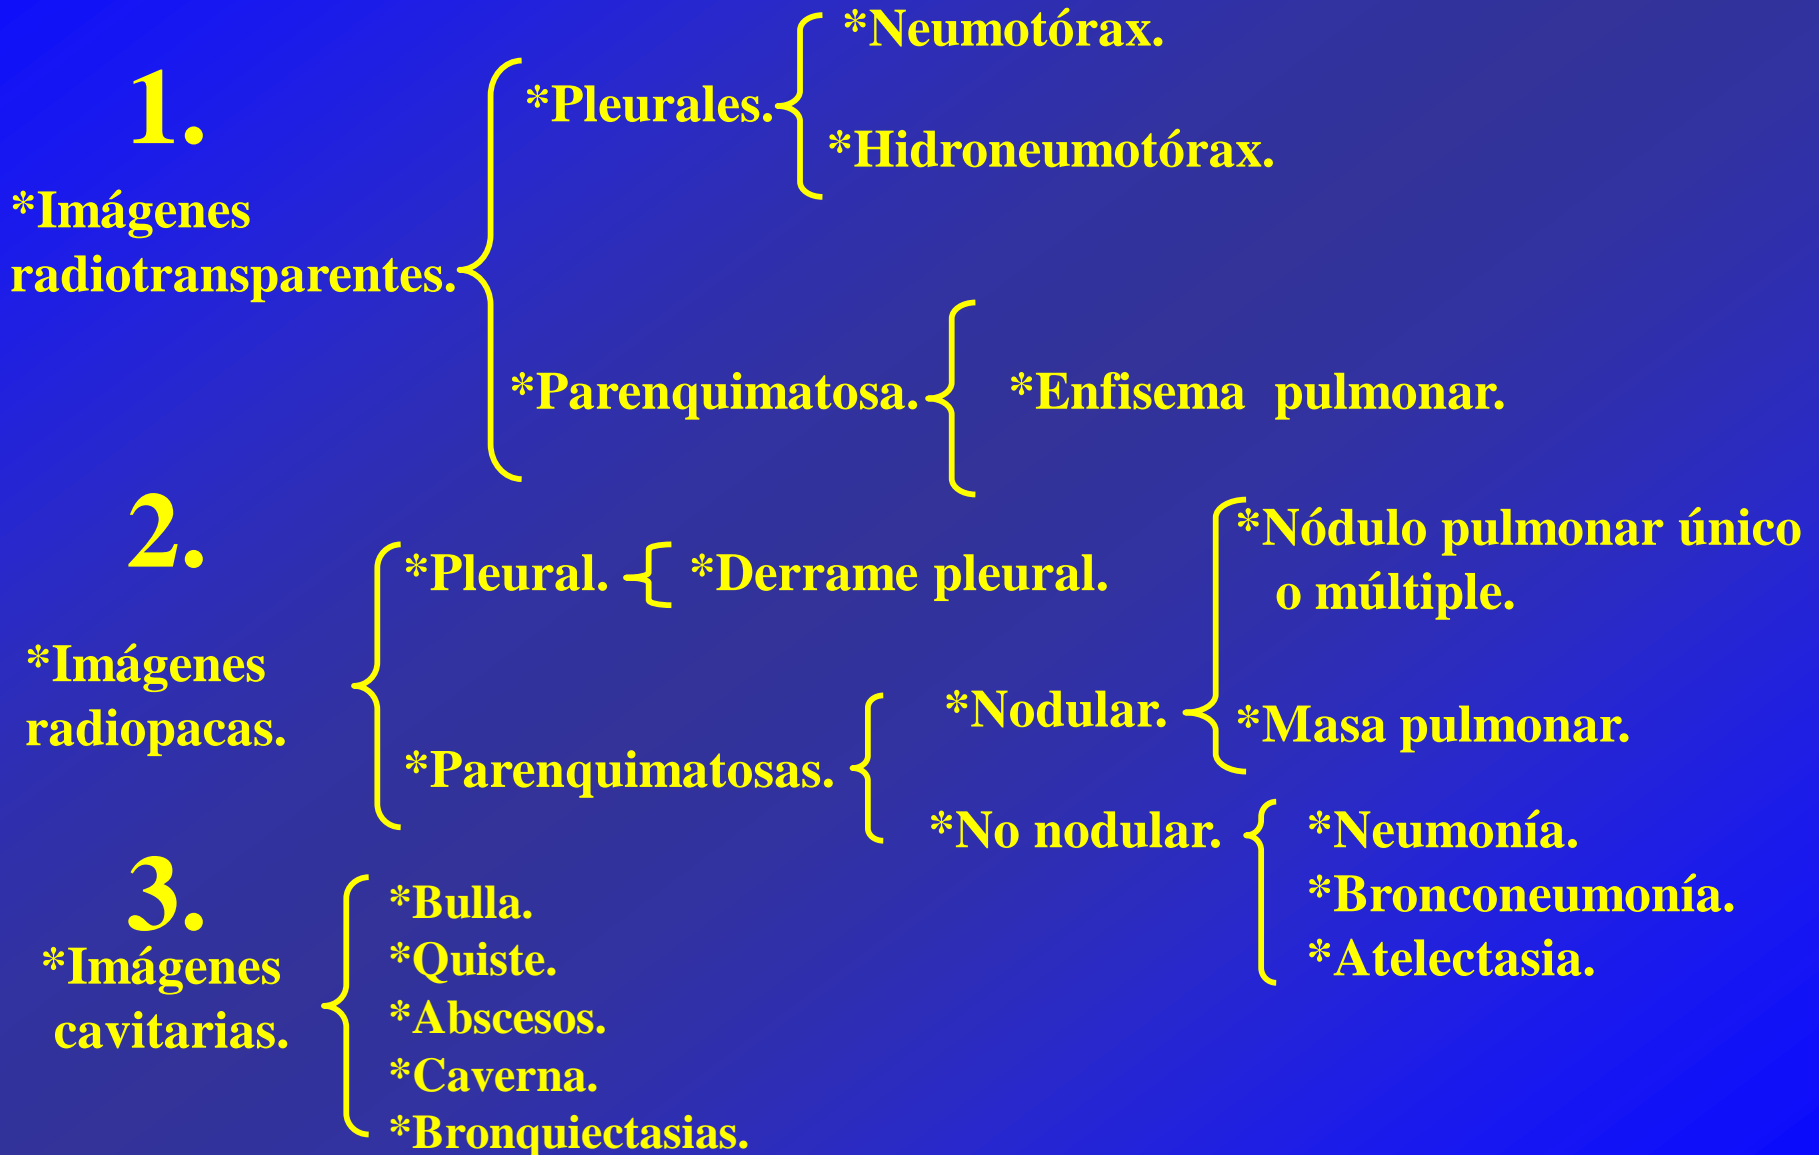 1.
*Imágenes
radiotransparentes.
*Pleurales.
*Neumotórax.
*Hidroneumotórax.
*Parenquimatosa.
*Enfisema pulmonar.
2.
*Imágenes
radiopacas.
*Pleural.
*Derrame pleural.
*Parenquimatosas.
*Nodular.
*Nódulo pulmonar único
o múltiple.
*Masa pulmonar.
*No nodular.
*Neumonía.
*Bronconeumonía.
*Atelectasia.
3.
*Imágenes
cavitarias.
*Bulla.
*Quiste.
*Abscesos.
*Caverna.
*Bronquiectasias.